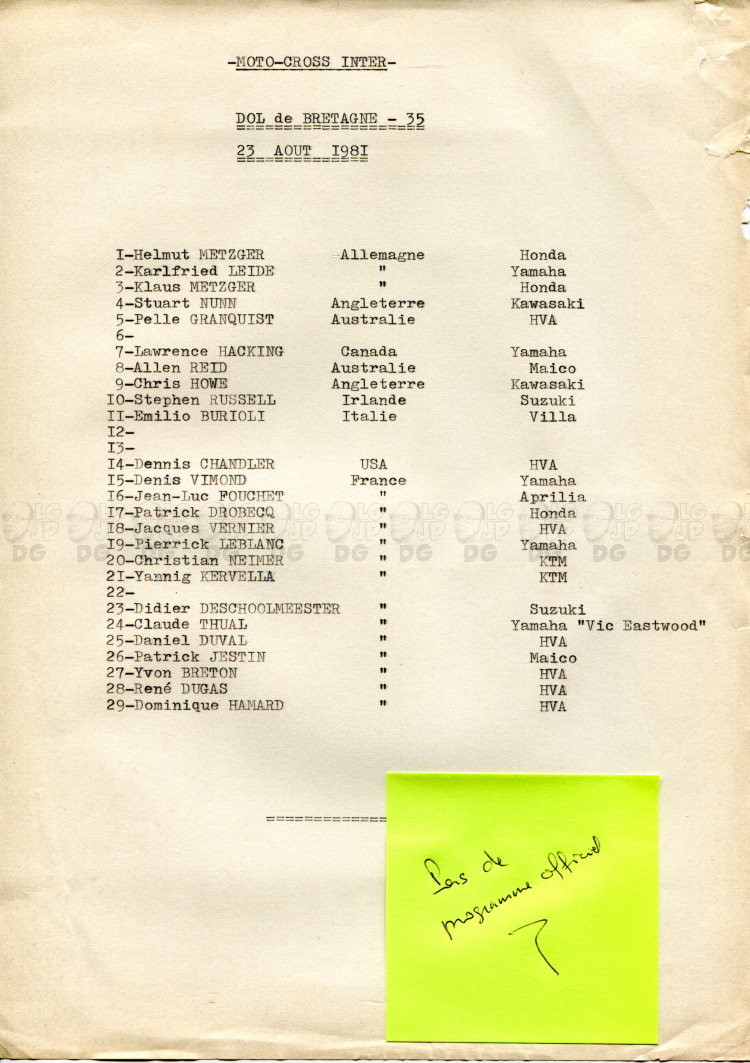 -MOTO-CROSS INTER-
DOL de BRETAGNE - 35
23 AOUT I98I
I-Helmut METZGER Allemagne Honda
2-Karlfried LEIDE " Yamaha
3-Klaus METZGER " Honda
4-Stuart NUNN Angleterre Kawasaki
5-Pelle GRANQUIST Australie HVA
6-
7-Lawrence HACKING Canada Yamaha
8-Allen REID Australie Maico
9-Chris HOWE Angleterre Kawasaki
IO-Stephen RUSSELL Irlande Suzuki
II-Emilio BURIOLI Italie Villa
I2-
I3-
I4-Dennis CHANDLER USA HVA
I5-Denis VIMOND France Yamaha
I6-Jean-Luc FOUCHET " Aprilia
I7-Patrick DROBECQ " Honda
I8-Jacques VERNIER " HVA
I9-Pierrick LEBLANC " Yamaha
20-Christian NEIMER " KTM
2I-Yannig KERVELLA " KTM
22-
23-Didier DESCHOOLMEESTER " Suzuki
24-Claude THUAL " Yamaha "Vic Eastwood"
25-Daniel DUVAL " HVA
26-Patrick JESTIN " Maico
27-Yvon BRETON " HVA
28-René DUGAS " HVA
29-Dominique HAMARD " HVA
Pas de
programme officiel
?